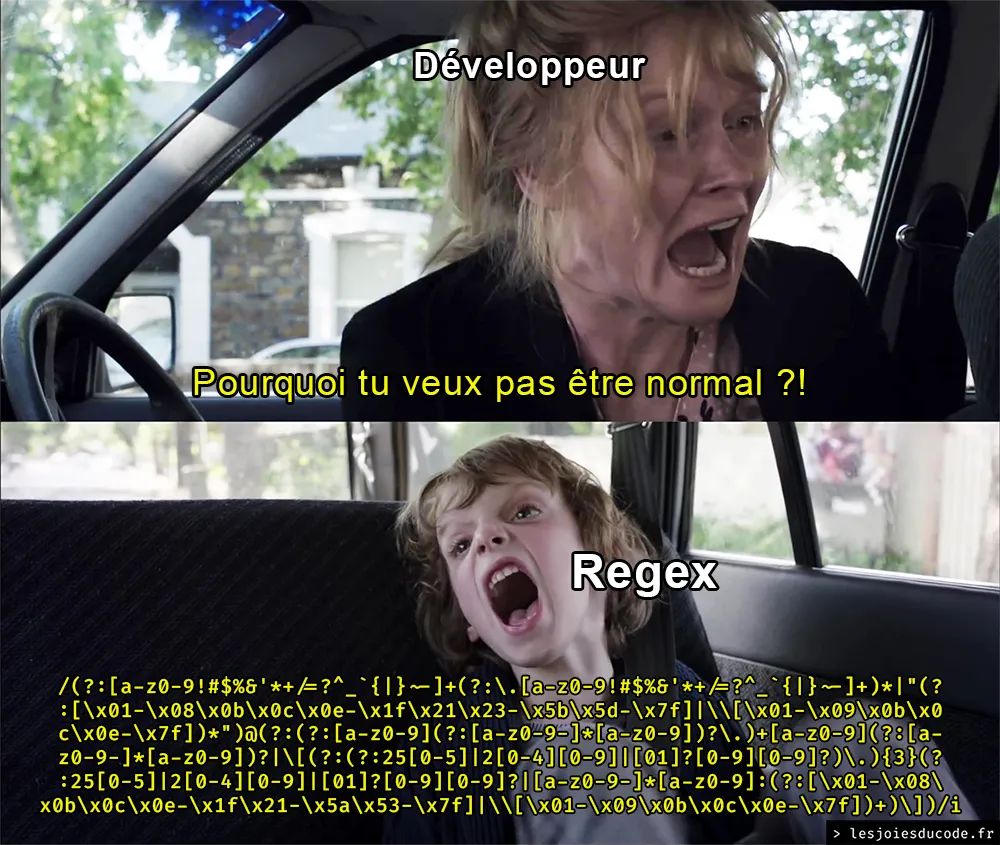 Développeur
Pourquoi tu veux pas être normal ?!
Regex
/(?:[a-z0-9!#$%&'*+/=?^_`{|}~-]+(?:\.[a-z0-9!#$%&'*+/=?^_`{|}~-]+)*|"(?
:[\x01-\x08\x0b\x0c\x0e-\x1f\x21\x23-\x5b\x5d-\x7f]|\\[\x01-\x09\x0b\x0
c\x0e-\x7f])*")@(?:(?:[a-z0-9](?:[a-z0-9-]*[a-z0-9])?\.)+[a-z0-9](?:[a-
z0-9-]*[a-z0-9])?|\[(?:(?:25[0-5]|2[0-4][0-9]|[01]?[0-9][0-9]?)\.){3}(?
:25[0-5]|2[0-4][0-9]|[01]?[0-9][0-9]?|[a-z0-9-]*[a-z0-9]:(?:[\x01-\x08\
x0b\x0c\x0e-\x1f\x21-\x5a\x53-\x7f]|\\[\x01-\x09\x0b\x0c\x0e-\x7f])+)\])/i
> lesjoiesducode.fr